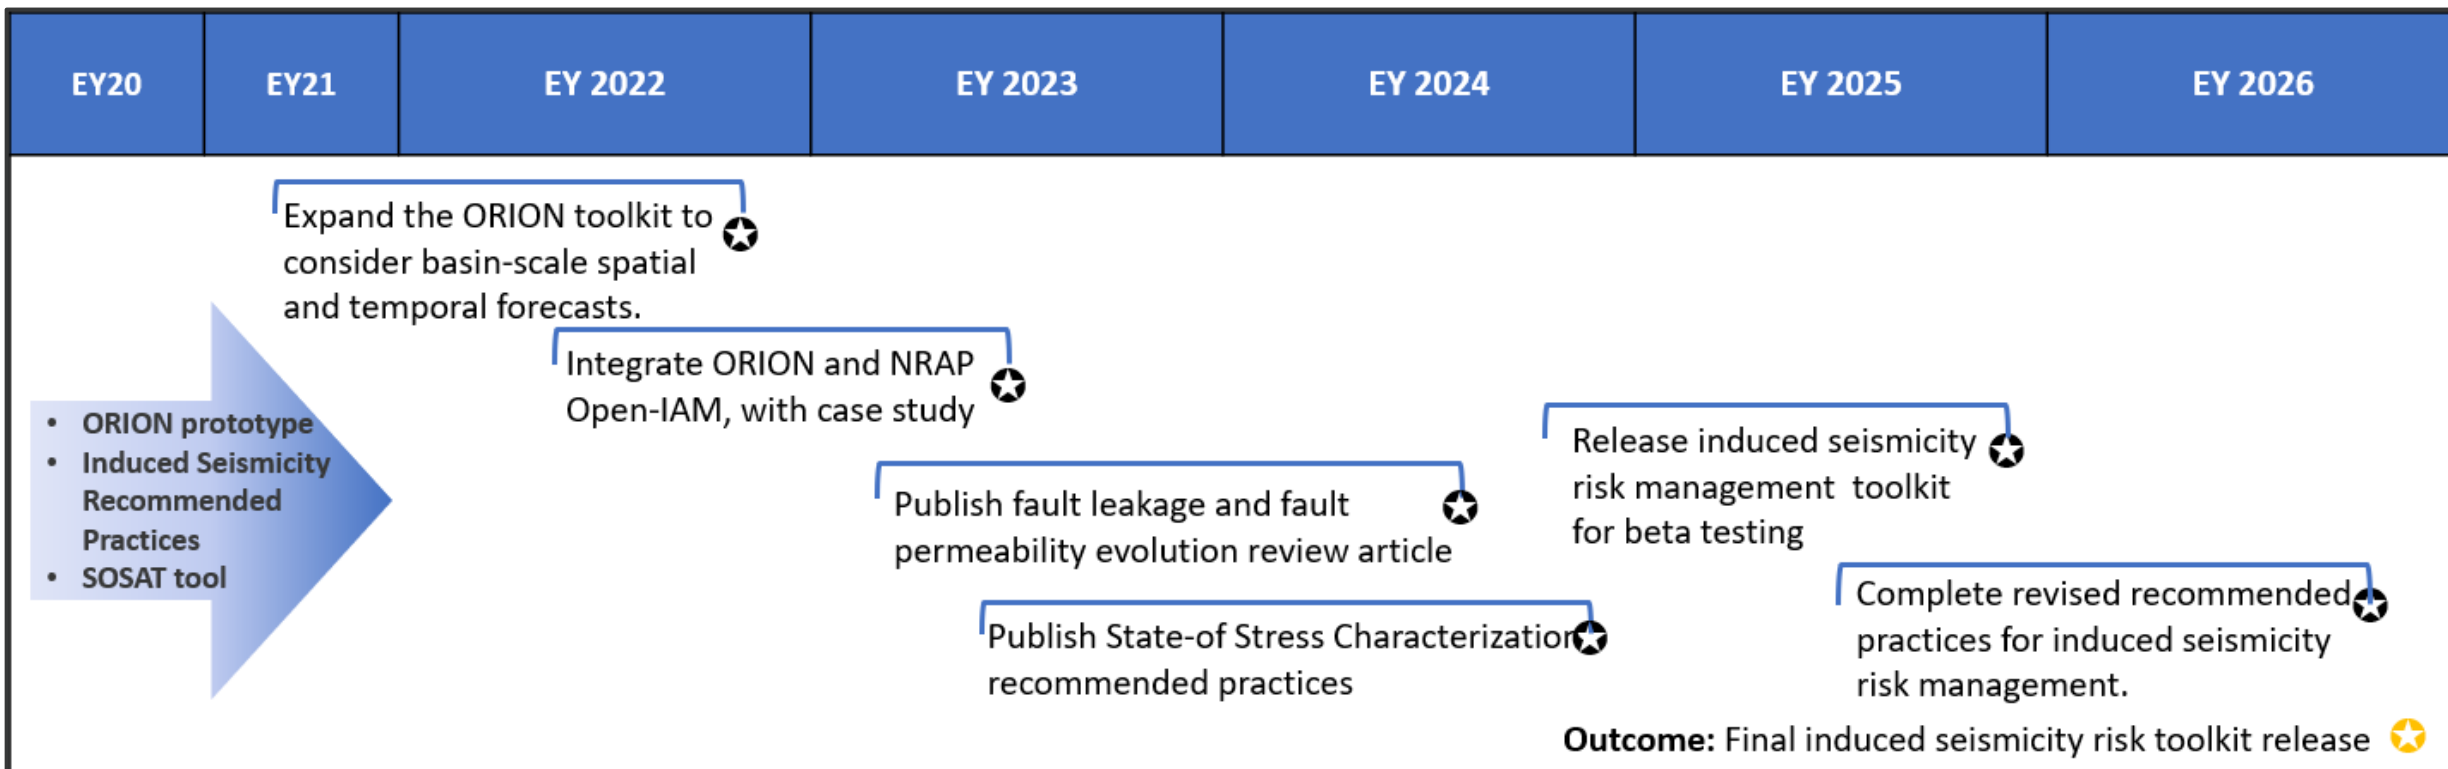 EY20 EY21 EY 2022 EY 2023 EY 2024 EY 2025 EY 2026
Expand the ORION toolkit to
consider basin-scale spatial
and temporal forecasts.
Integrate ORION and NRAP
Open-IAM, with case study
• ORION prototype
• Induced Seismicity
Recommended
Practices
• SOSAT tool
Publish fault leakage and fault
permeability evolution review article
Publish State-of Stress Characterization
recommended practices
Release induced seismicity
risk management toolkit
for beta testing
Complete revised recommended
practices for induced seismicity
risk management.
Outcome: Final induced seismicity risk toolkit release